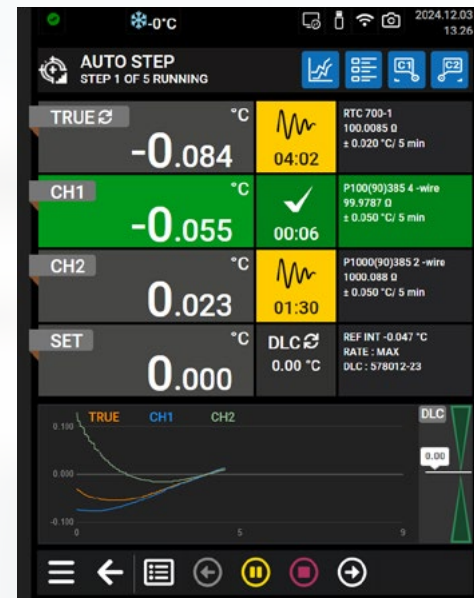 -0°C
2024.12.03
13.26
AUTO STEP
STEP 1 OF 5 RUNNING
C1
C2
TRUE
°C
-0.084
04:02
RTC 700-1
100.0085 Ω
± 0.020 °C/ 5 min
CH1
°C
-0.055
00:06
P100(90)385 4 -wire
99.9787 Ω
± 0.050 °C/ 5 min
CH2
°C
0.023
01:30
P1000(90)385 2 -wire
1000.088 Ω
± 0.050 °C/ 5 min
SET
°C
0.000
DLC
0.00 °C
REF INT -0.047 °C
RATE : MAX
DLC : 578012-23
TRUE CH1 CH2
DLC
0.100
0.000
-0.100
0 5 9
0.00